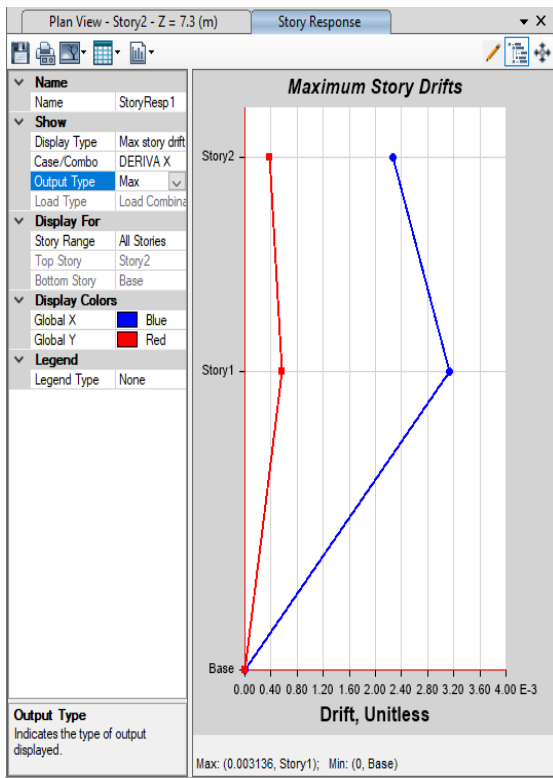 Plan View - Story2 - Z = 7.3 (m)
Story Response
Name
Name StoryResp1
Show
Display Type Max story drift
Case/Combo DERIVA X
Output Type Max
Load Type Load Combina
Display For
Story Range All Stories
Top Story Story2
Bottom Story Base
Display Colors
Global X Blue
Global Y Red
Legend
Legend Type None
Output Type
Indicates the type of output
displayed.
Maximum Story Drifts
Story2
Story1
Base
0.00 0.40 0.80 1.20 1.60 2.00 2.40 2.80 3.20 3.60 4.00 E-3
Drift, Unitless
Max: (0.003136, Story1); Min: (0, Base)